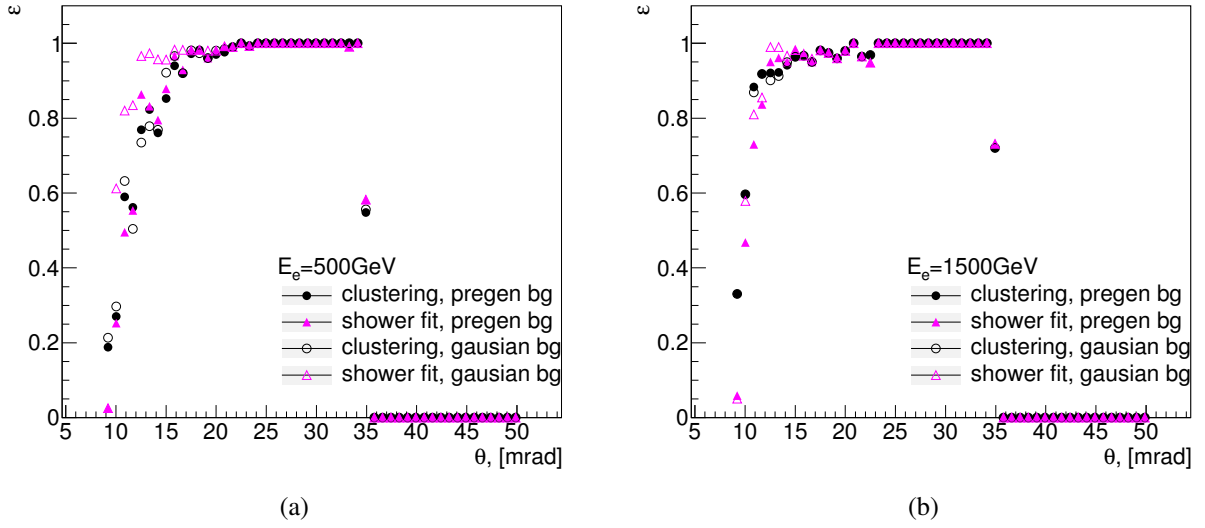 ε
1
0.8
0.6
0.4
0.2
0
E_e=500GeV
clustering, pregen bg
shower fit, pregen bg
clustering, gausian bg
shower fit, gausian bg
5 10 15 20 25 30 35 40 45 50
θ, [mrad]
(a)
ε
1
0.8
0.6
0.4
0.2
0
E_e=1500GeV
clustering, pregen bg
shower fit, pregen bg
clustering, gausian bg
shower fit, gausian bg
5 10 15 20 25 30 35 40 45 50
θ, [mrad]
(b)